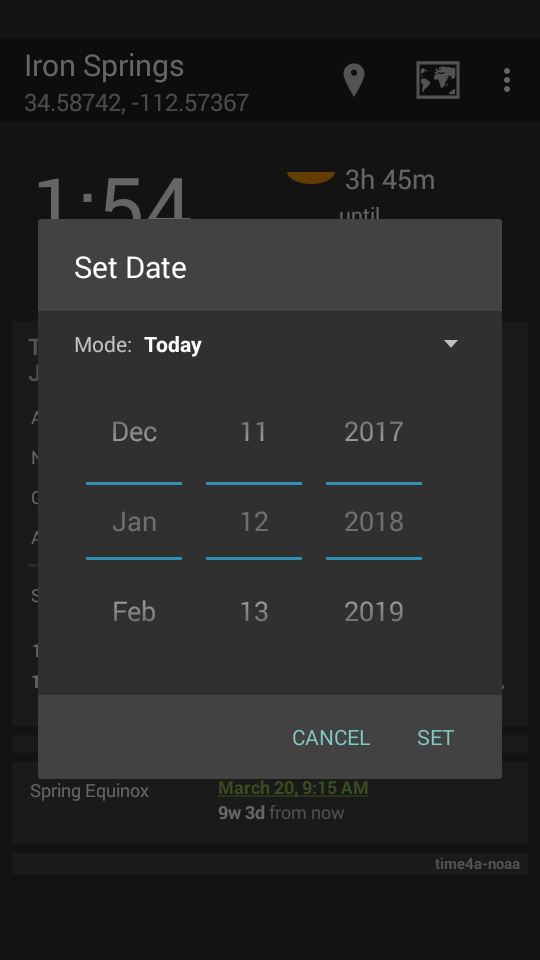 Iron Springs
34.58742, -112.57367
1:54
3h 45m
until
Set Date
Mode: Today
Dec 11 2017
Jan 12 2018
Feb 13 2019
CANCEL SET
Spring Equinox March 20, 9:15 AM
9w 3d from now
time4a-noaa